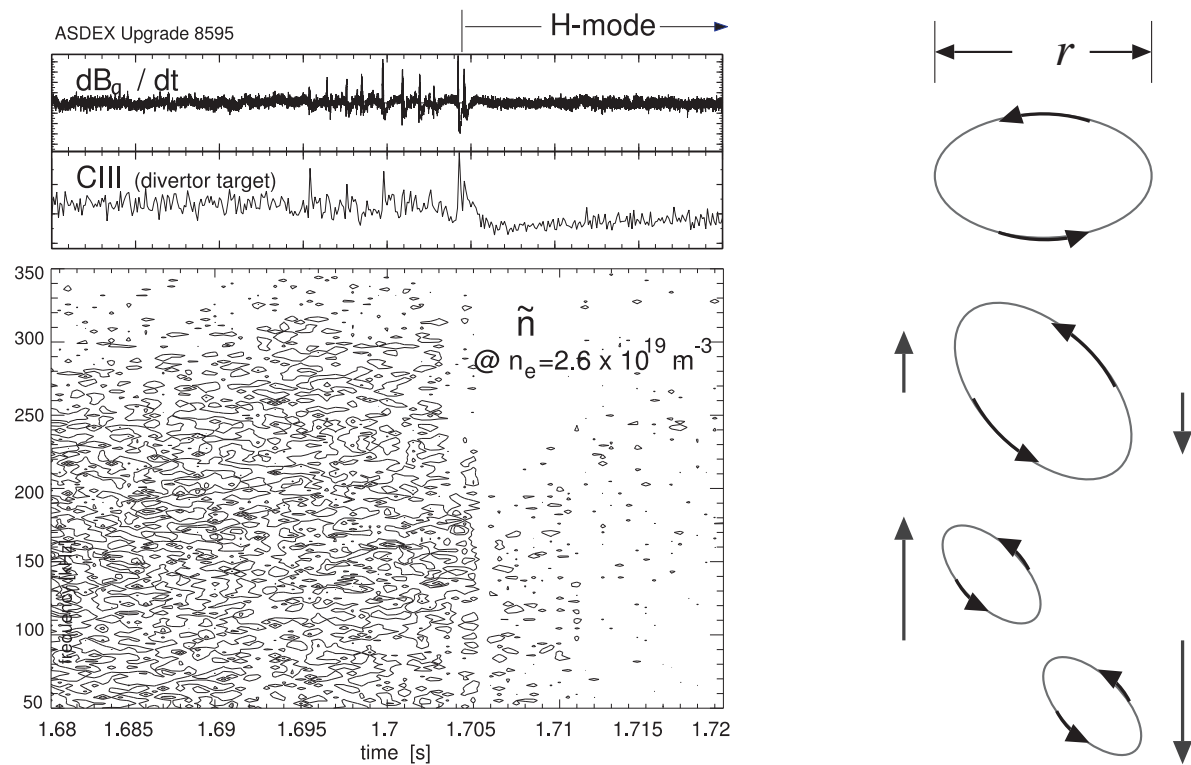 ASDEX Upgrade 8595
H-mode
dBq / dt
CIII (divertor target)
350
300
250
200
150
100
50
frequency (kHz)
ñ
@ ne=2.6 x 10^19 m^-3
1.68 1.685 1.69 1.695 1.7 1.705 1.71 1.715 1.72
time [s]
r